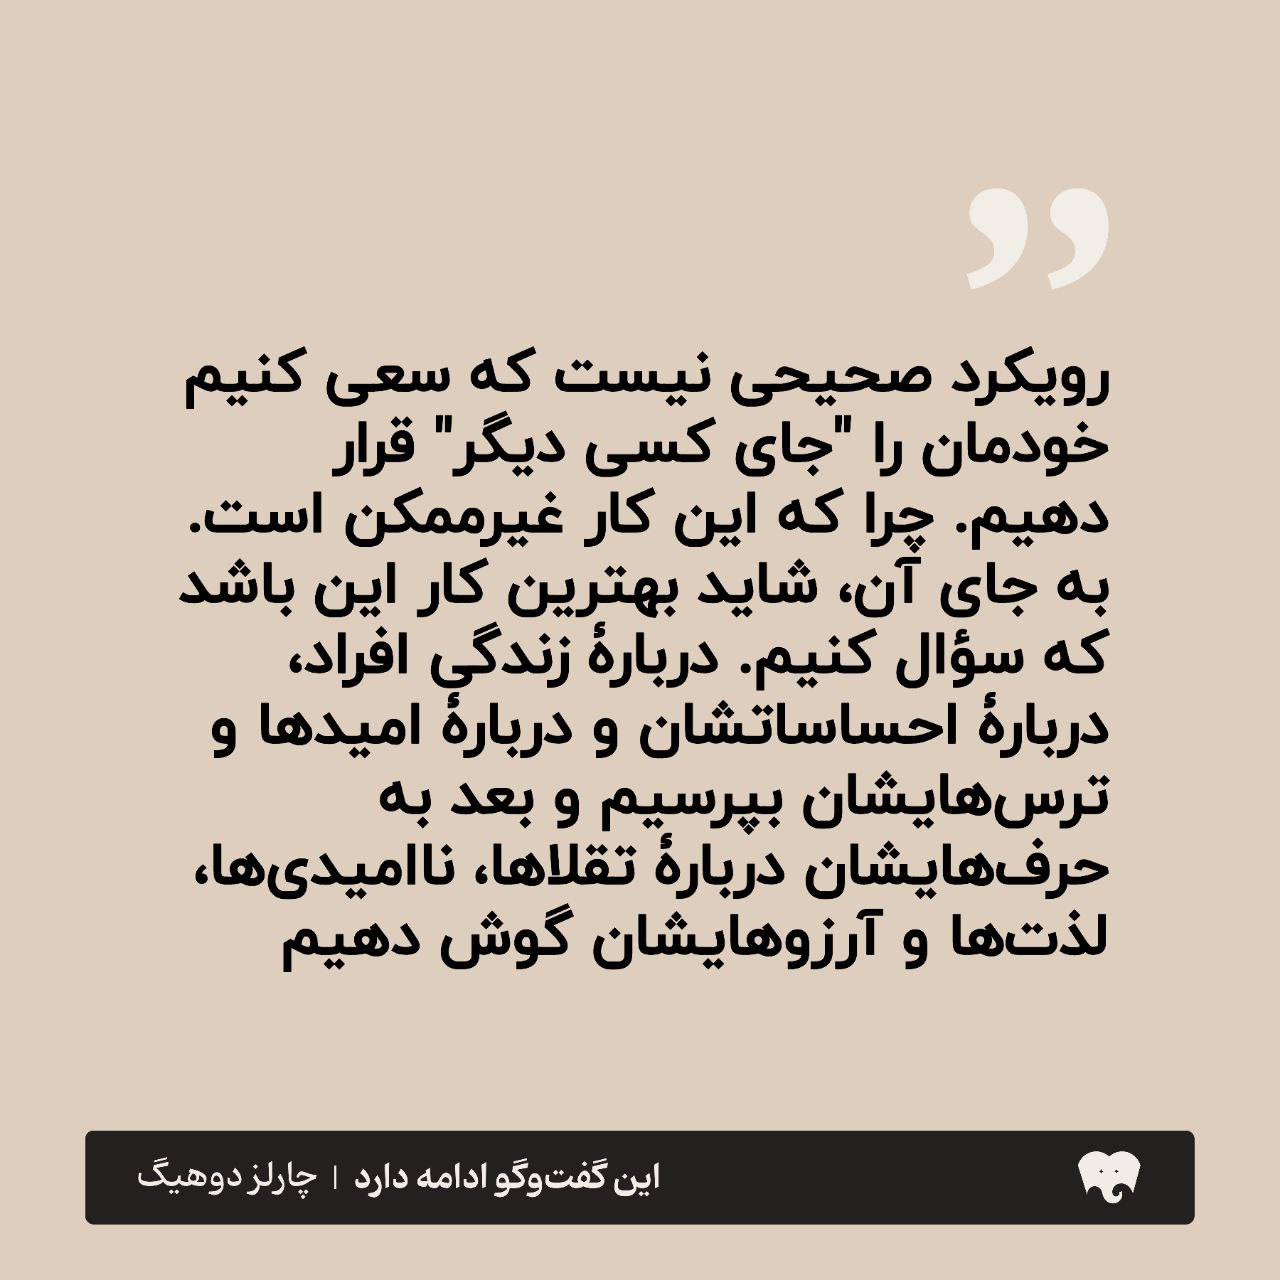 ”
رویکرد صحیحی نیست که سعی کنیم
خودمان را "جای کسی دیگر" قرار
دهیم. چرا که این کار غیرممکن است.
به جای آن، شاید بهترین کار این باشد
که سؤال کنیم. دربارهٔ زندگی افراد،
دربارهٔ احساساتشان و دربارهٔ امیدها و
ترس‌هایشان بپرسیم و بعد به
حرف‌هایشان دربارهٔ تقلاها، ناامیدی‌ها،
لذت‌ها و آرزوهایشان گوش دهیم
این گفت‌وگو ادامه دارد | چارلز دوهیگ